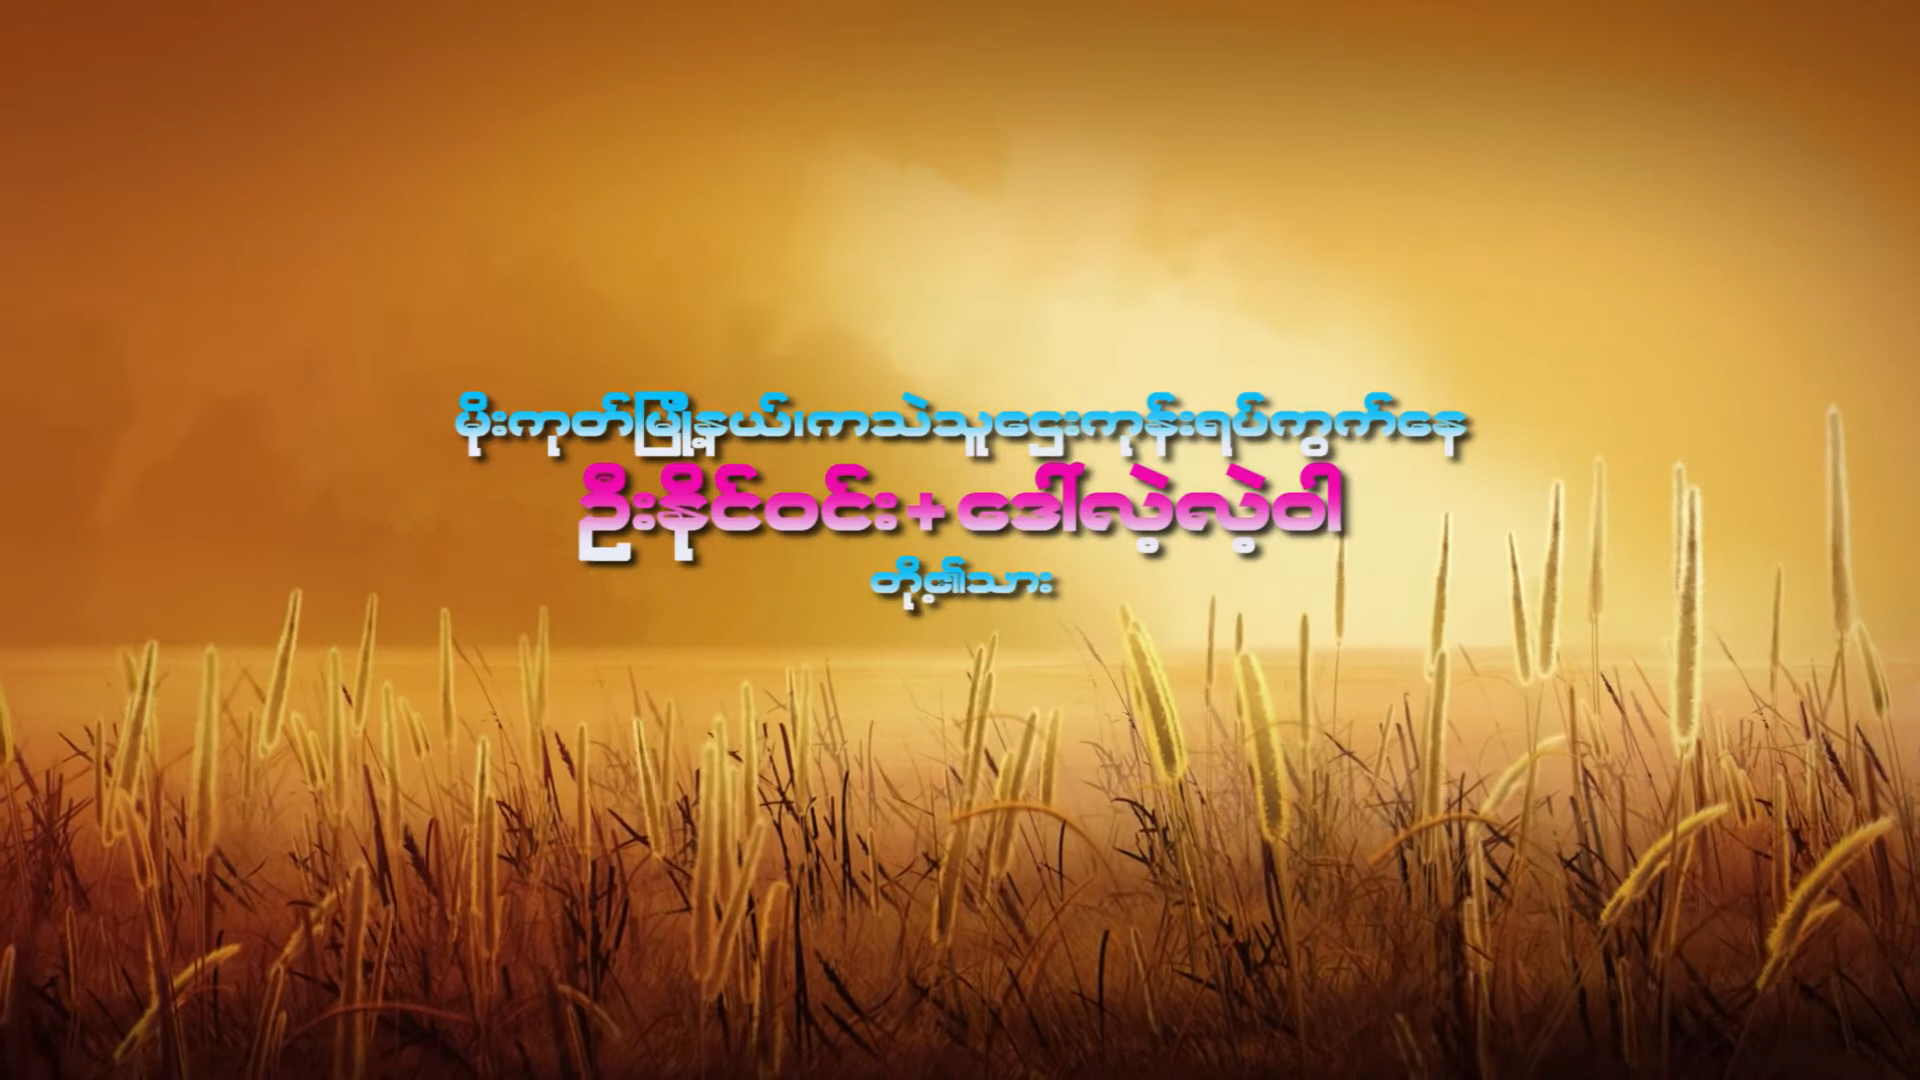 မိုးကုတ်မြို့နယ်၊ကသဲသူဌေးကုန်းရပ်ကွက်နေ
ဦးနိုင်ဝင်း+ဒေါ်လဲ့လဲ့ဝါ
တို့၏သား